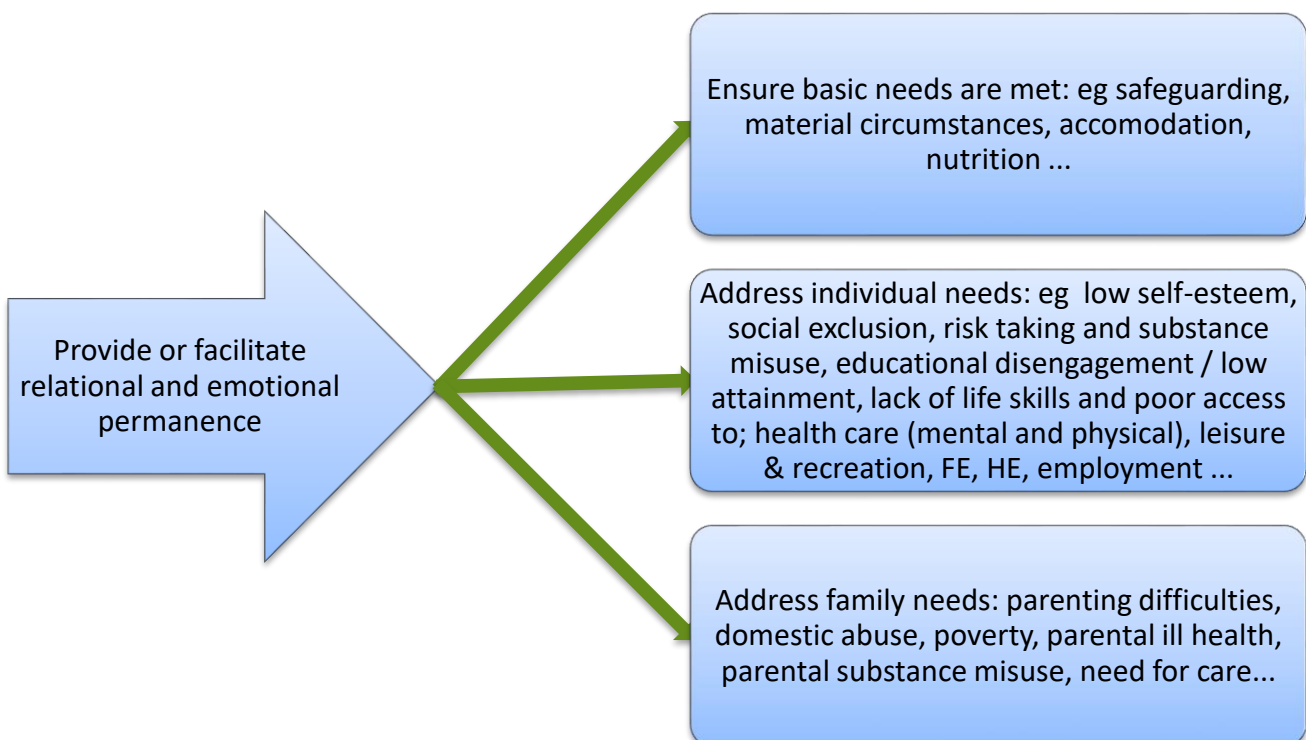 Provide or facilitate
relational and emotional
permanence
Ensure basic needs are met: eg safeguarding,
material circumstances, accomodation,
nutrition ...
Address individual needs: eg  low self-esteem,
social exclusion, risk taking and substance
misuse, educational disengagement / low
attainment, lack of life skills and poor access
to; health care (mental and physical), leisure
& recreation, FE, HE, employment ...
Address family needs: parenting difficulties,
domestic abuse, poverty, parental ill health,
parental substance misuse, need for care...